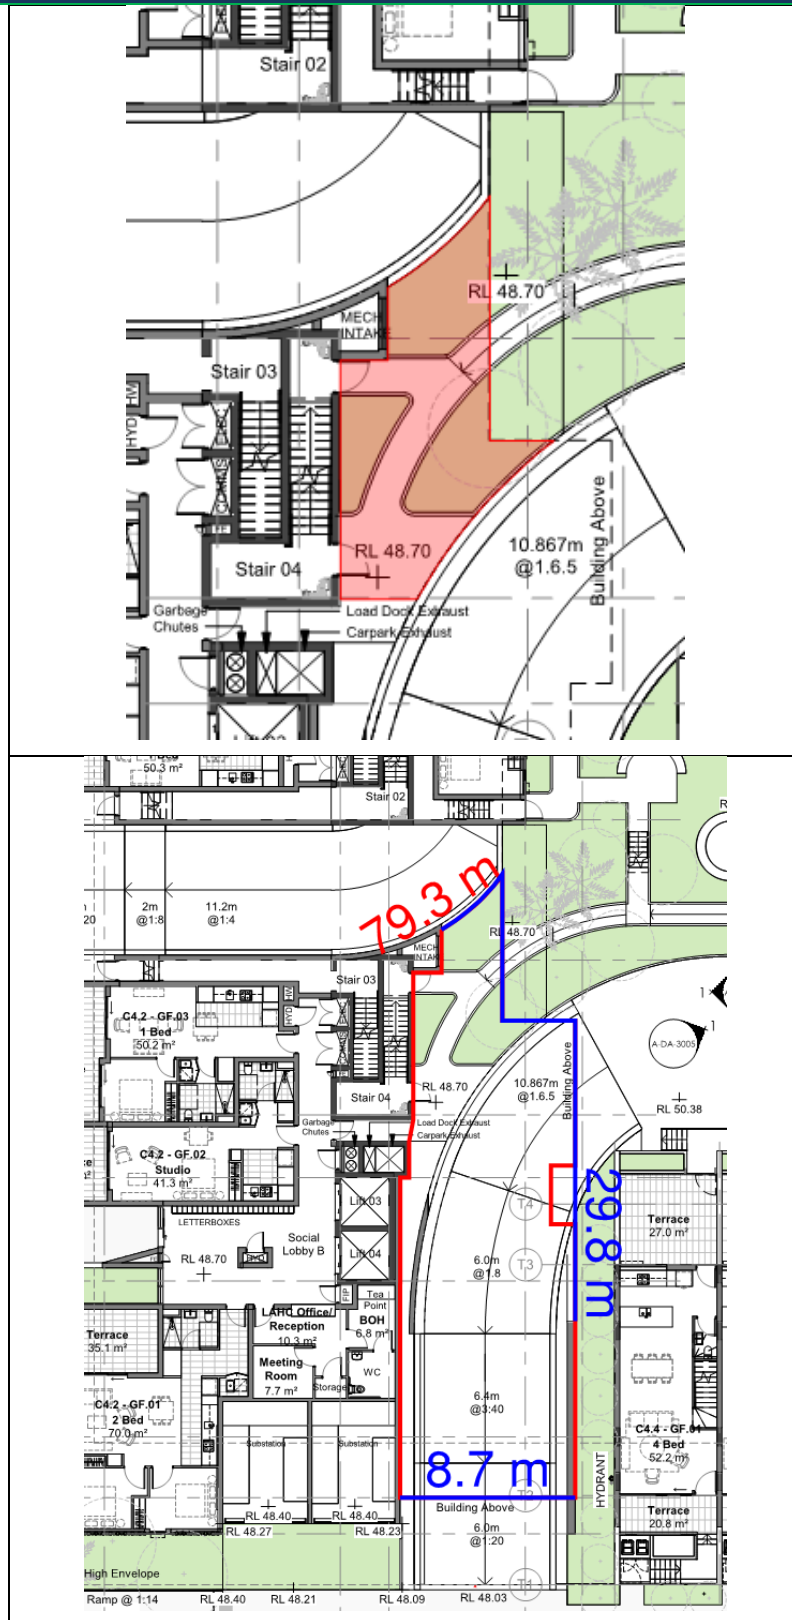 Stair 02
RL 48.70
MECH
INTAKE
Stair 03
HW
HYD
ELEC
COMMS
RL 48.70
10.867m
@1.6.5
Building Above
Stair 04
Garbage
Chutes
Load Dock Exhaust
Carpark Exhaust
50.3 m²
Stair 02
79.3 m
2m
@1:8
11.2m
@1:4
20
RL 48.70
MECH
INTAK
Stair 03
C4.2 - GF.03
1 Bed
50.2 m²
HW
HYD
1
1
A-DA-3005
RL 50.38
10.867m
@1.6.5
Building Above
RL 48.70
Stair 04
Garbage
Chutes
Load Dock Exhaust
Carpark Exhaust
C4.2 - GF.02
Studio
41.3 m²
Lift 03
Lift 04
LETTERBOXES
Social
Lobby B
RL 48.70
T4
T3
6.0m
@1.8
29.8 m
Terrace
27.0 m²
FIP
Tea
Point
BOH
6.8 m²
LAHC Office/
Reception
10.3 m²
Terrace
35.1 m²
Meeting
Room
7.7 m²
WC
Storage
6.4m
@3:40
C4.2 - GF.01
2 Bed
70.0 m²
C4.4 - GF.01
4 Bed
52.2 m²
Substation
Substation
8.7 m
T2
HYDRANT
Building Above
RL 48.40
RL 48.40
RL 48.27
RL 48.23
6.0m
@1:20
Terrace
20.8 m²
High Envelope
T1
Ramp @ 1:14
RL 48.40
RL 48.21
RL 48.09
RL 48.03